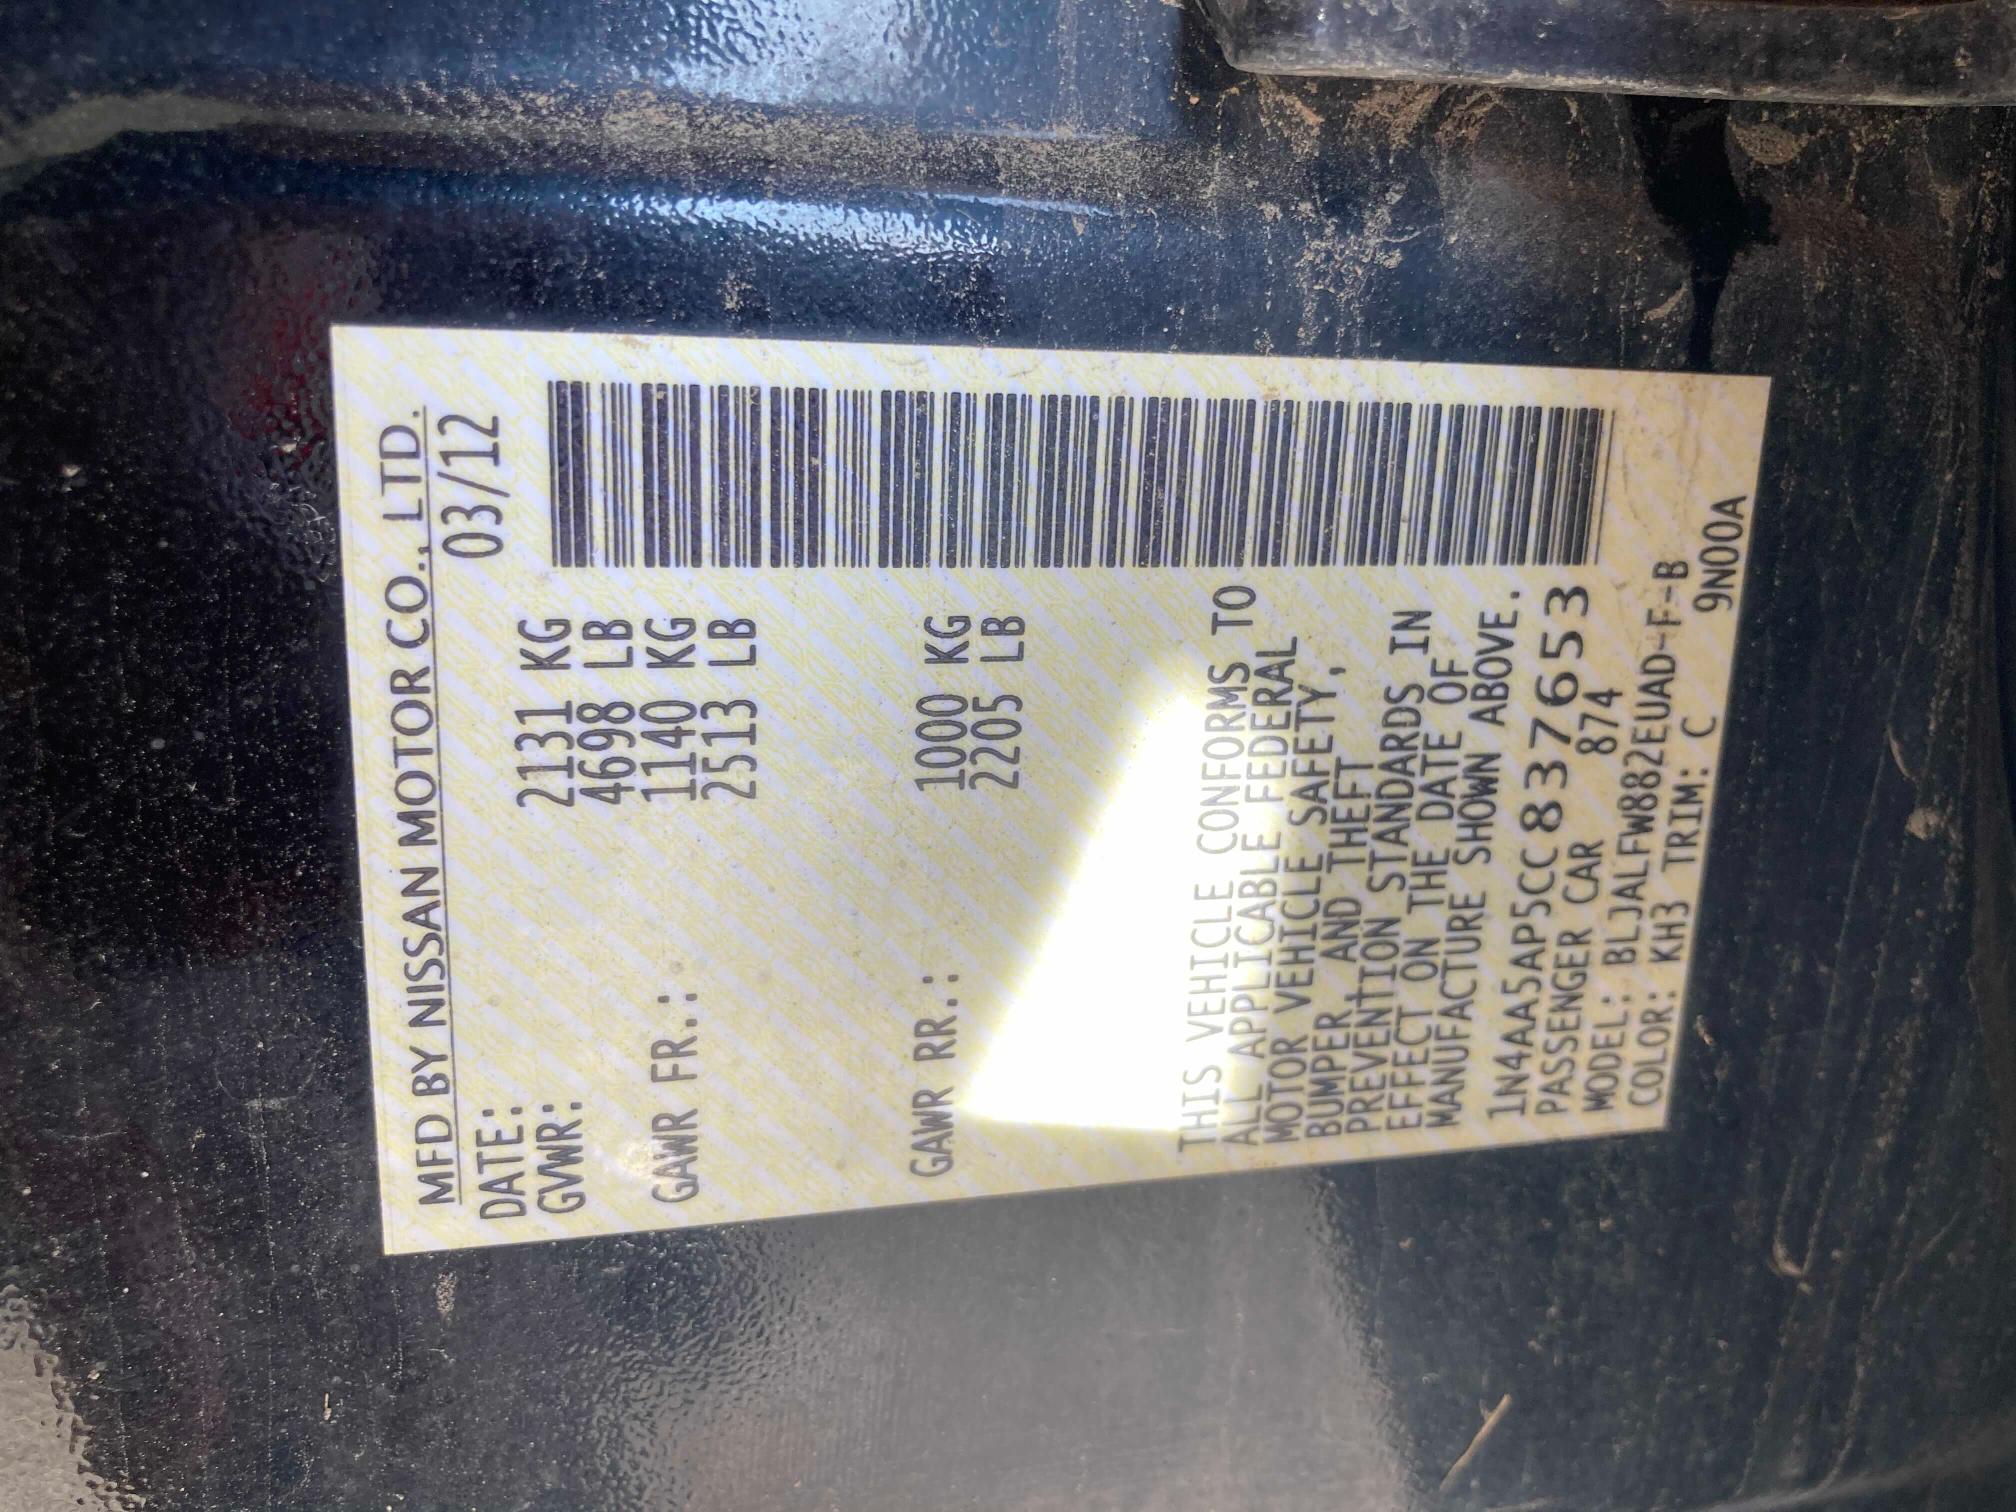 MFD BY NISSAN MOTOR CO., LTD.
DATE: 03/12
GVWR: 2131 KG
4698 LB
GAWR FR.: 1140 KG
2513 LB
GAWR RR.: 1000 KG
2205 LB
THIS VEHICLE CONFORMS TO
ALL APPLICABLE FEDERAL
MOTOR VEHICLE SAFETY,
BUMPER AND THEFT
PREVENTION STANDARDS IN
EFFECT ON THE DATE OF
MANUFACTURE SHOWN ABOVE.
1N4AA5AP5CC837653
PASSENGER CAR 874
MODEL: BLJALFW882EUAD-F-B
COLOR: KH3 TRIM: C 9N00A